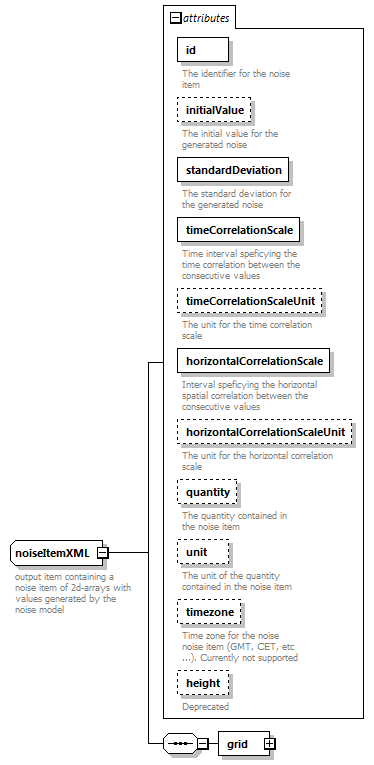 attributes
id
The identifier for the noise
item
initialValue
The initial value for the
generated noise
standardDeviation
The standard deviation for
the generated noise
timeCorrelationScale
Time interval speficying the
time correlation between the
consecutive values
timeCorrelationScaleUnit
The unit for the time correlation
scale
horizontalCorrelationScale
Interval speficying the horizontal
spatial correlation between the
consecutive values
horizontalCorrelationScaleUnit
The unit for the horizontal correlation
scale
quantity
The quantity contained in
the noise item
unit
The unit of the quantity
contained in the noise item
timezone
Time zone for the noise
noise item (GMT, CET, etc
...). Currently not supported
height
Deprecated
noiseItemXML
output item containing a
noise item of 2d-arrays with
values generated by the
noise model
grid